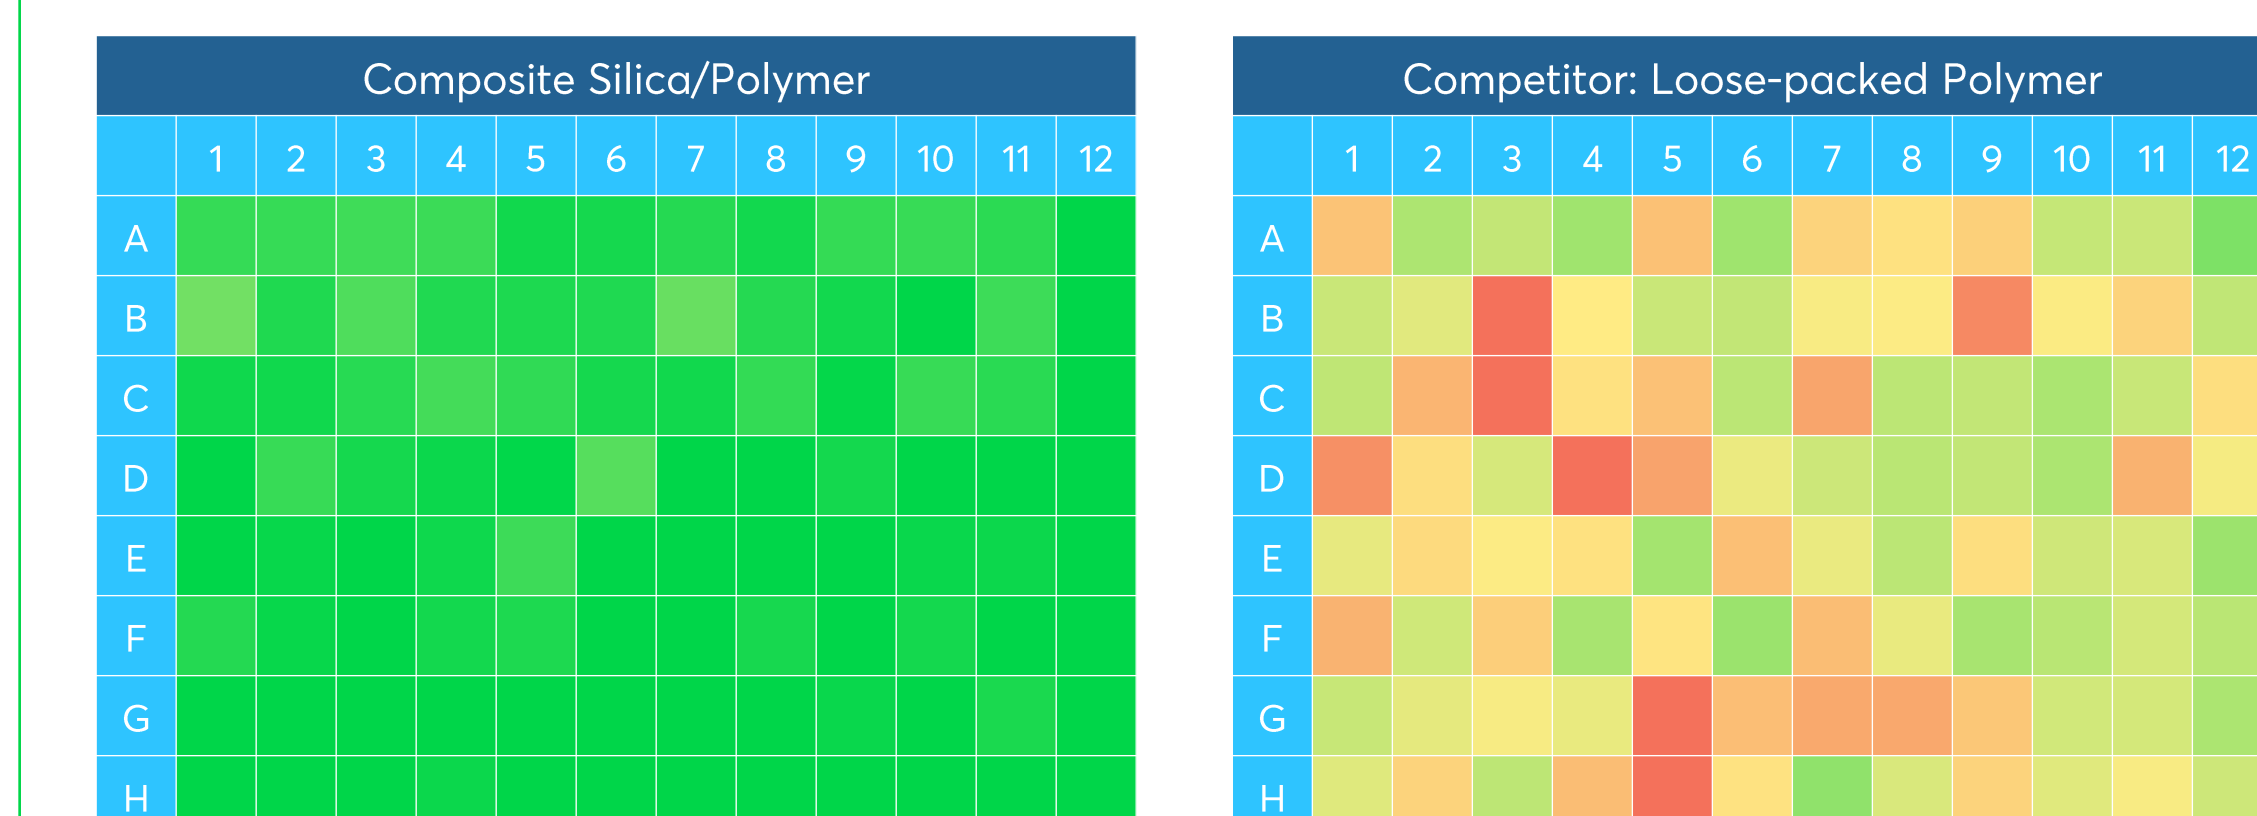 Composite Silica/Polymer
1 2 3 4 5 6 7 8 9 10 11 12
A
B
C
D
E
F
G
H
Competitor: Loose-packed Polymer
1 2 3 4 5 6 7 8 9 10 11 12
A
B
C
D
E
F
G
H